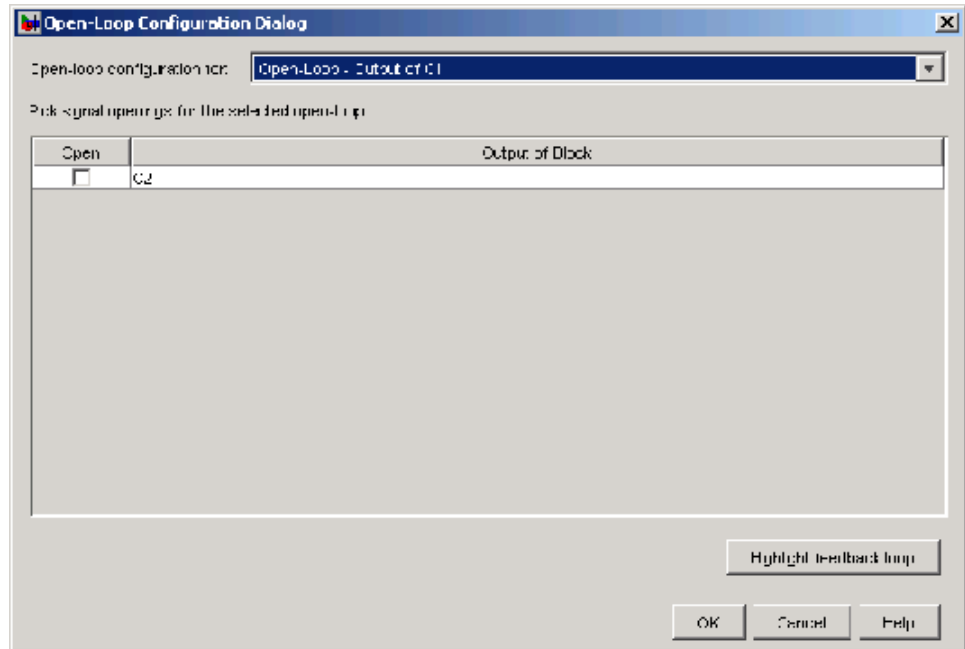 Open-Loop Configuration Dialog
Open-loop configuration for: Open-Loop - Output of C1
Pick signal openings for the selected open-loop
Open Output of Block
C2
Highlight feedback loop
OK Cancel Help